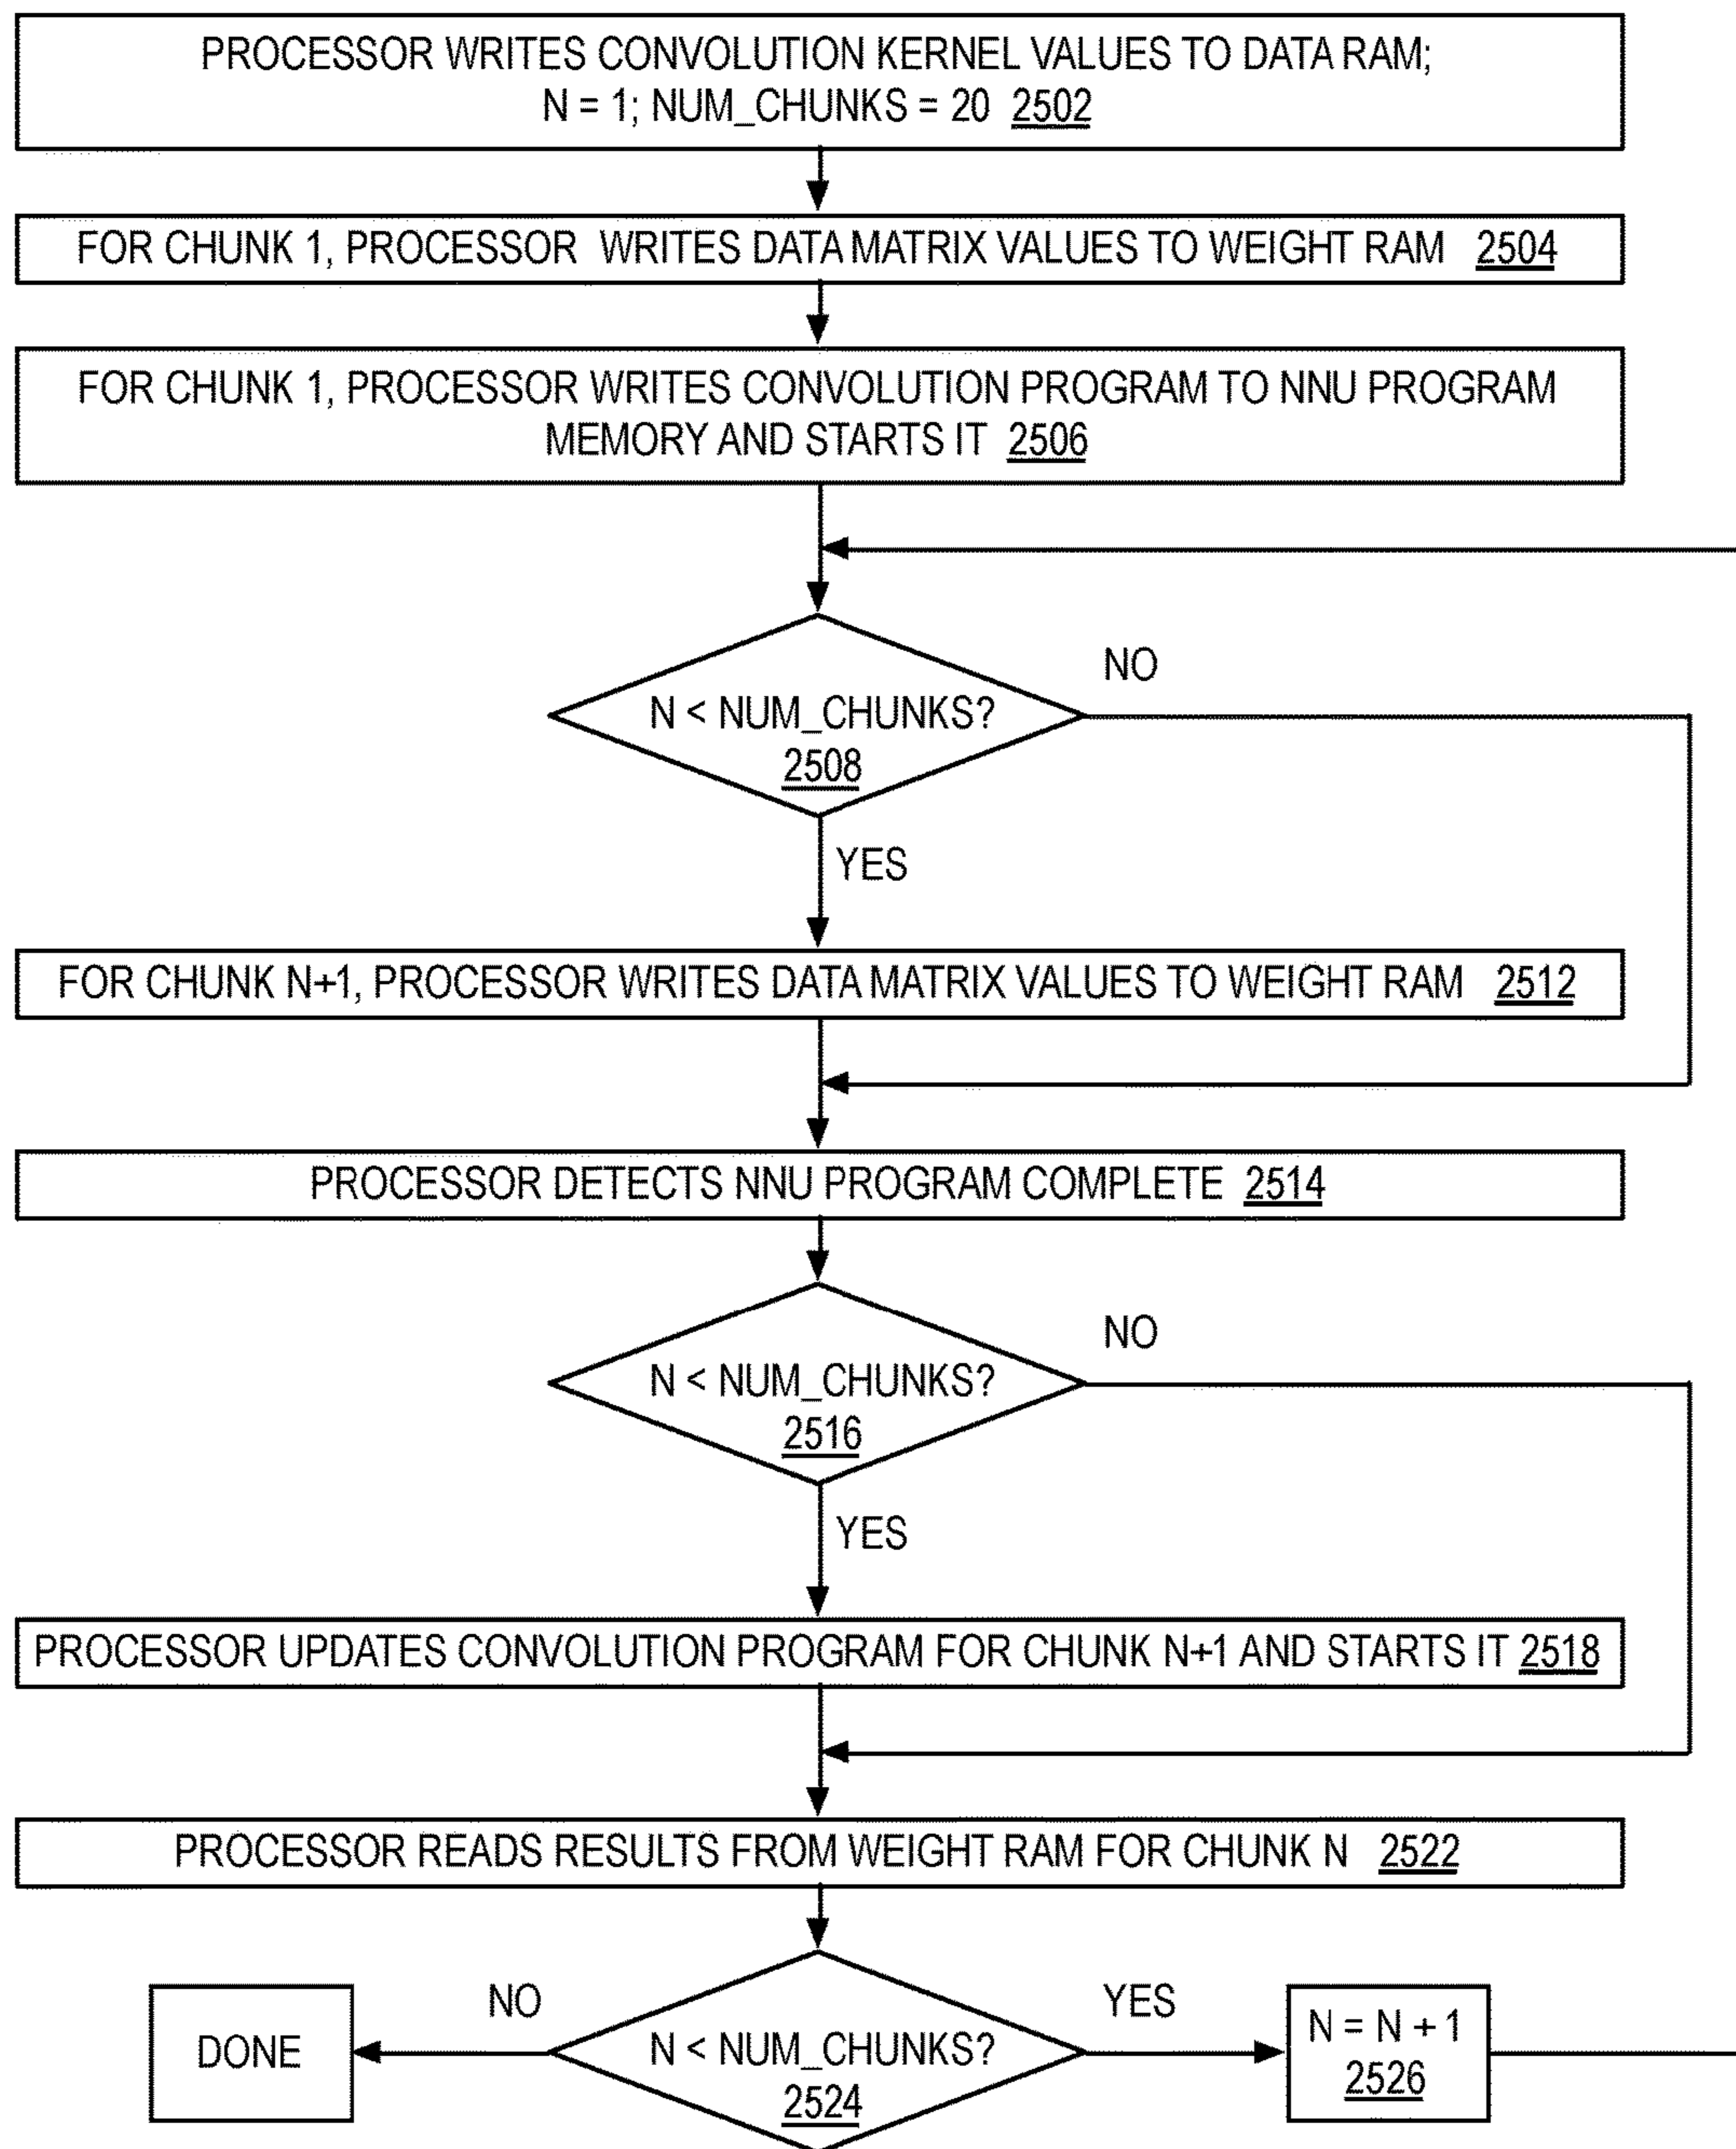 PROCESSOR WRITES CONVOLUTION KERNEL VALUES TO DATA RAM;
N = 1; NUM_CHUNKS = 20 2502
FOR CHUNK 1, PROCESSOR WRITES DATA MATRIX VALUES TO WEIGHT RAM 2504
FOR CHUNK 1, PROCESSOR WRITES CONVOLUTION PROGRAM TO NNU PROGRAM
MEMORY AND STARTS IT 2506
NO
N < NUM_CHUNKS?
2508
YES
FOR CHUNK N+1, PROCESSOR WRITES DATA MATRIX VALUES TO WEIGHT RAM 2512
PROCESSOR DETECTS NNU PROGRAM COMPLETE 2514
NO
N < NUM_CHUNKS?
2516
YES
PROCESSOR UPDATES CONVOLUTION PROGRAM FOR CHUNK N+1 AND STARTS IT 2518
PROCESSOR READS RESULTS FROM WEIGHT RAM FOR CHUNK N 2522
NO
YES
DONE
N < NUM_CHUNKS?
2524
N = N + 1
2526